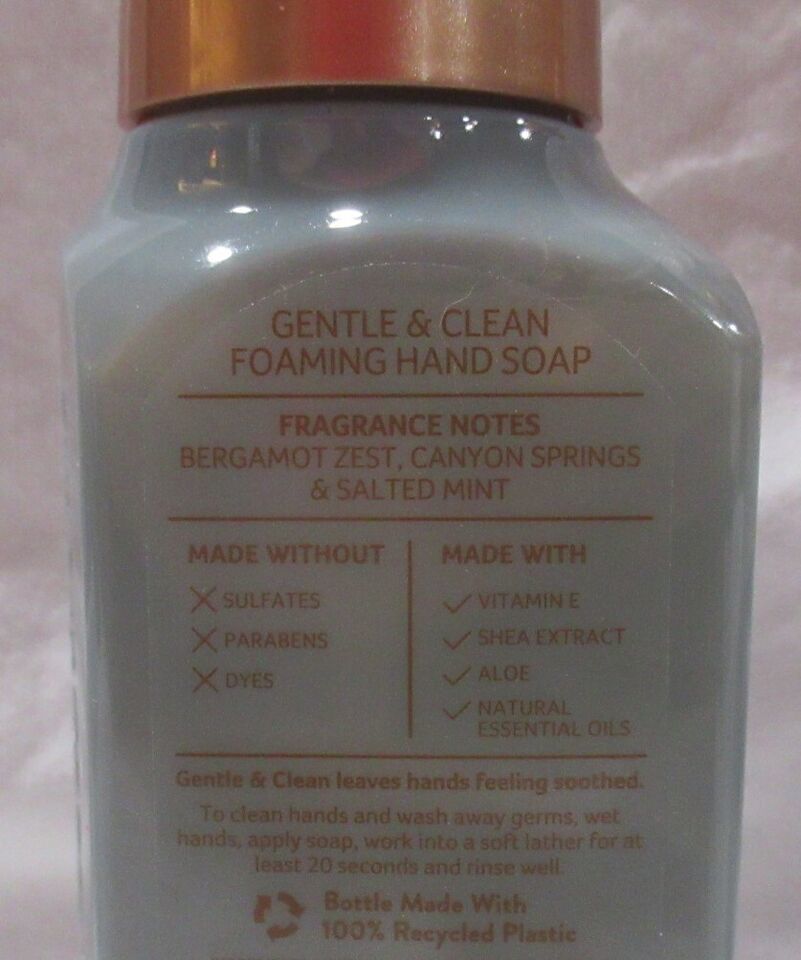 GENTLE & CLEAN
FOAMING HAND SOAP
FRAGRANCE NOTES
BERGAMOT ZEST, CANYON SPRINGS
& SALTED MINT
MADE WITHOUT
SULFATES
PARABENS
DYES
MADE WITH
VITAMIN E
SHEA EXTRACT
ALOE
NATURAL
ESSENTIAL OILS
Gentle & Clean leaves hands feeling soothed.
To clean hands and wash away germs, wet
hands, apply soap, work into a soft lather for at
least 20 seconds and rinse well.
Bottle Made With
100% Recycled Plastic